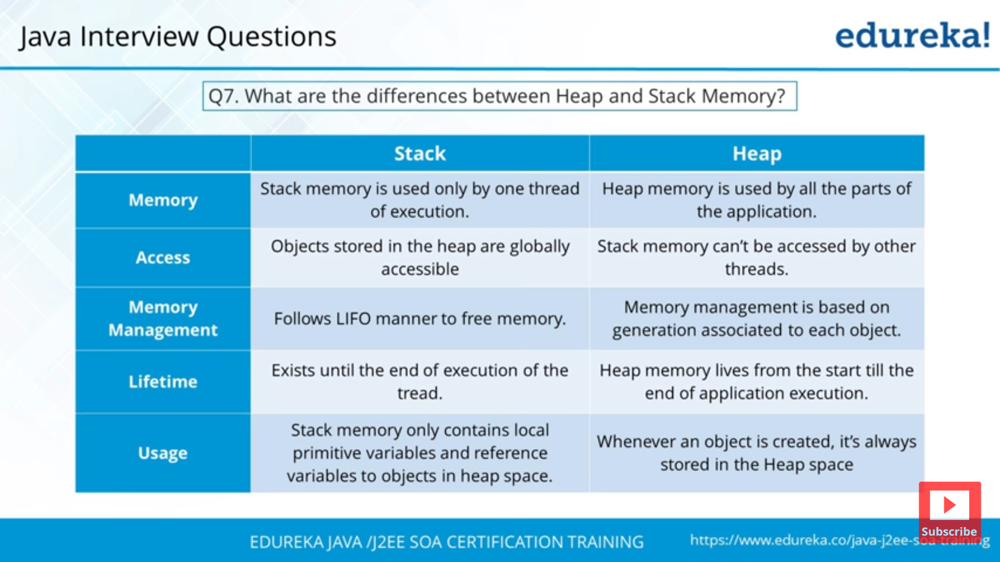 Java Interview Questions
edureka!
Q7. What are the differences between Heap and Stack Memory?
Stack
Heap
Memory
Stack memory is used only by one thread
of execution.
Heap memory is used by all the parts of
the application.
Access
Objects stored in the heap are globally
accessible
Stack memory can't be accessed by other
threads.
Memory
Management
Follows LIFO manner to free memory.
Memory management is based on
generation associated to each object.
Lifetime
Exists until the end of execution of the
tread.
Heap memory lives from the start till the
end of application execution.
Usage
Stack memory only contains local
primitive variables and reference
variables to objects in heap space.
Whenever an object is created, it's always
stored in the Heap space
Subscribe
EDUREKA JAVA /J2EE SOA CERTIFICATION TRAINING
https://www.edureka.co/java-j2ee-soa-training